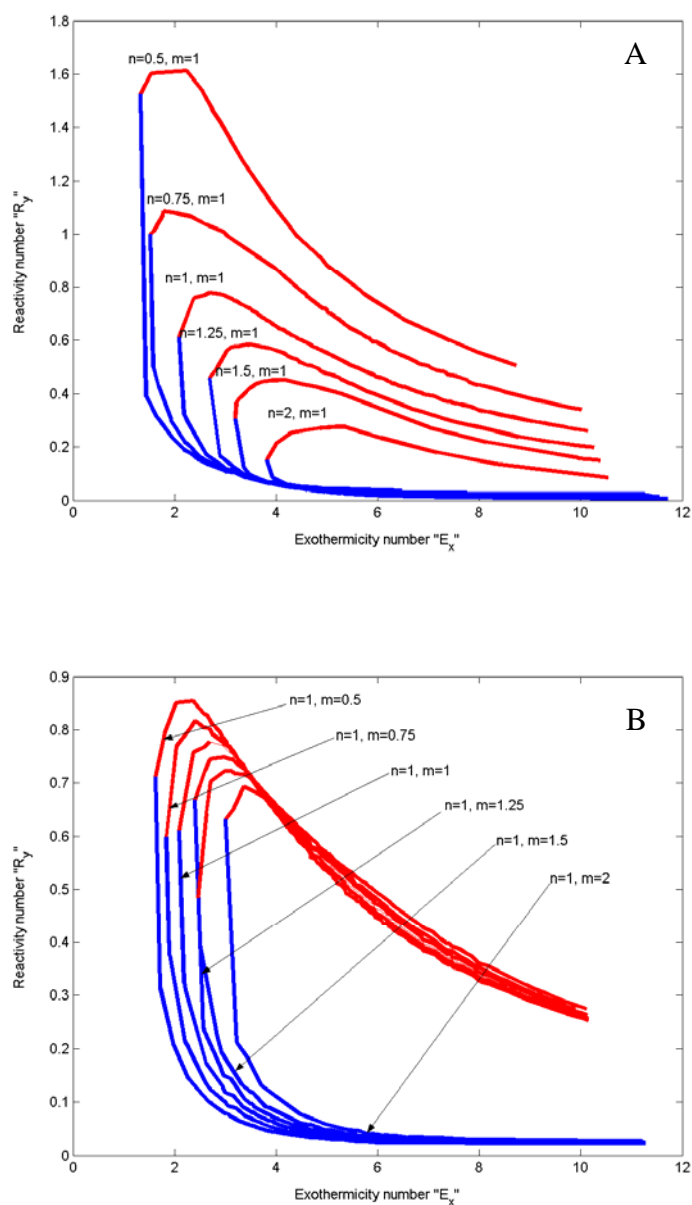 A
1.8
1.6
1.4
1.2
1
0.8
0.6
0.4
0.2
0
n=0.5, m=1
n=0.75, m=1
n=1, m=1
n=1.25, m=1
n=1.5, m=1
n=2, m=1
Reactivity number "R_y"
0 2 4 6 8 10 12
Exothermicity number "E_x"
B
0.9
0.8
0.7
0.6
0.5
0.4
0.3
0.2
0.1
0
n=1, m=0.5
n=1, m=0.75
n=1, m=1
n=1, m=1.25
n=1, m=1.5
n=1, m=2
Reactivity number "R_y"
0 2 4 6 8 10 12
Exothermicity number "E_x"